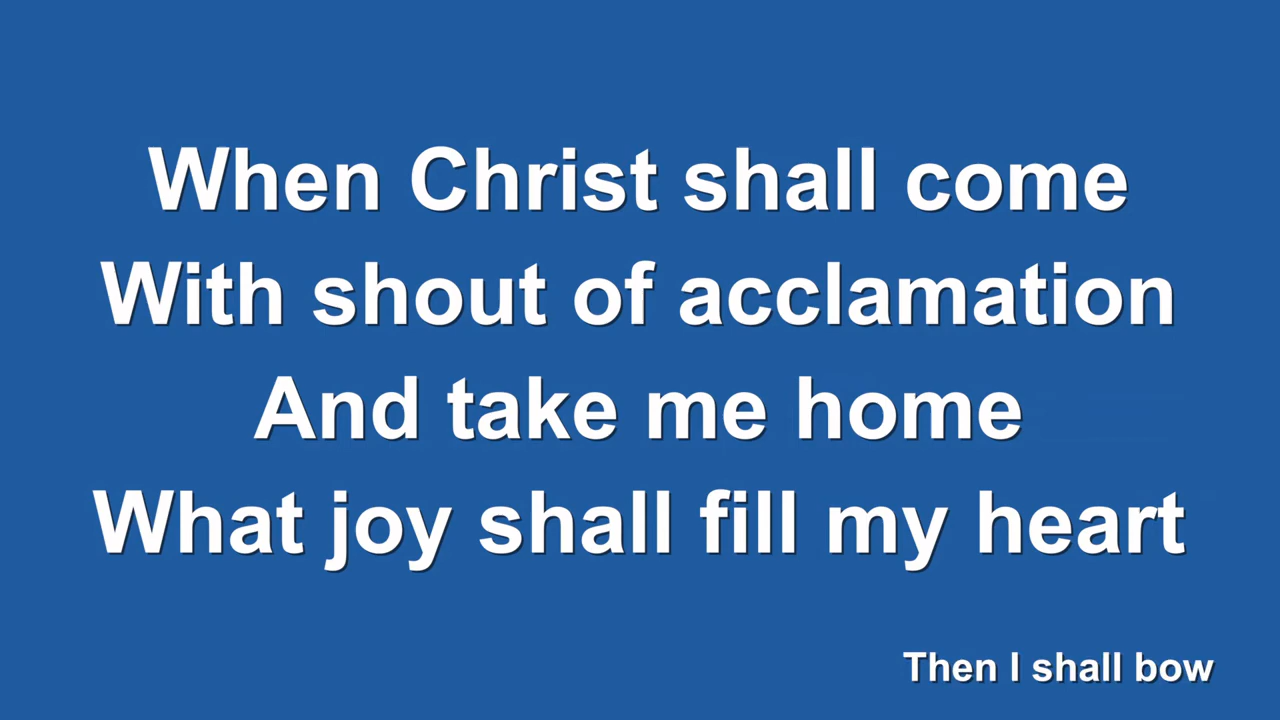 When Christ shall come
With shout of acclamation
And take me home
What joy shall fill my heart
Then I shall bow